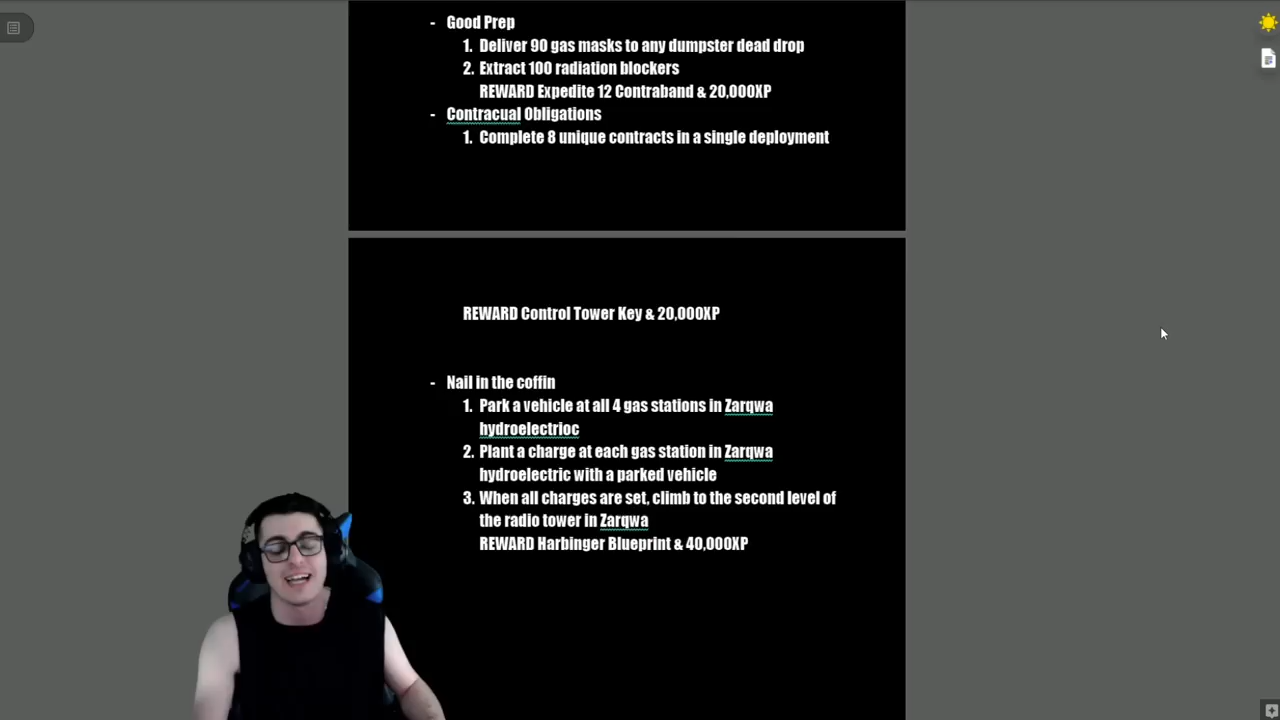 - Good Prep
1. Deliver 90 gas masks to any dumpster dead drop
2. Extract 100 radiation blockers
REWARD Expedite 12 Contraband & 20,000XP
- Contracual Obligations
1. Complete 8 unique contracts in a single deployment
REWARD Control Tower Key & 20,000XP
- Nail in the coffin
1. Park a vehicle at all 4 gas stations in Zarqwa
hydroelectrioc
2. Plant a charge at each gas station in Zarqwa
hydroelectric with a parked vehicle
3. When all charges are set, climb to the second level of
the radio tower in Zarqwa
REWARD Harbinger Blueprint & 40,000XP